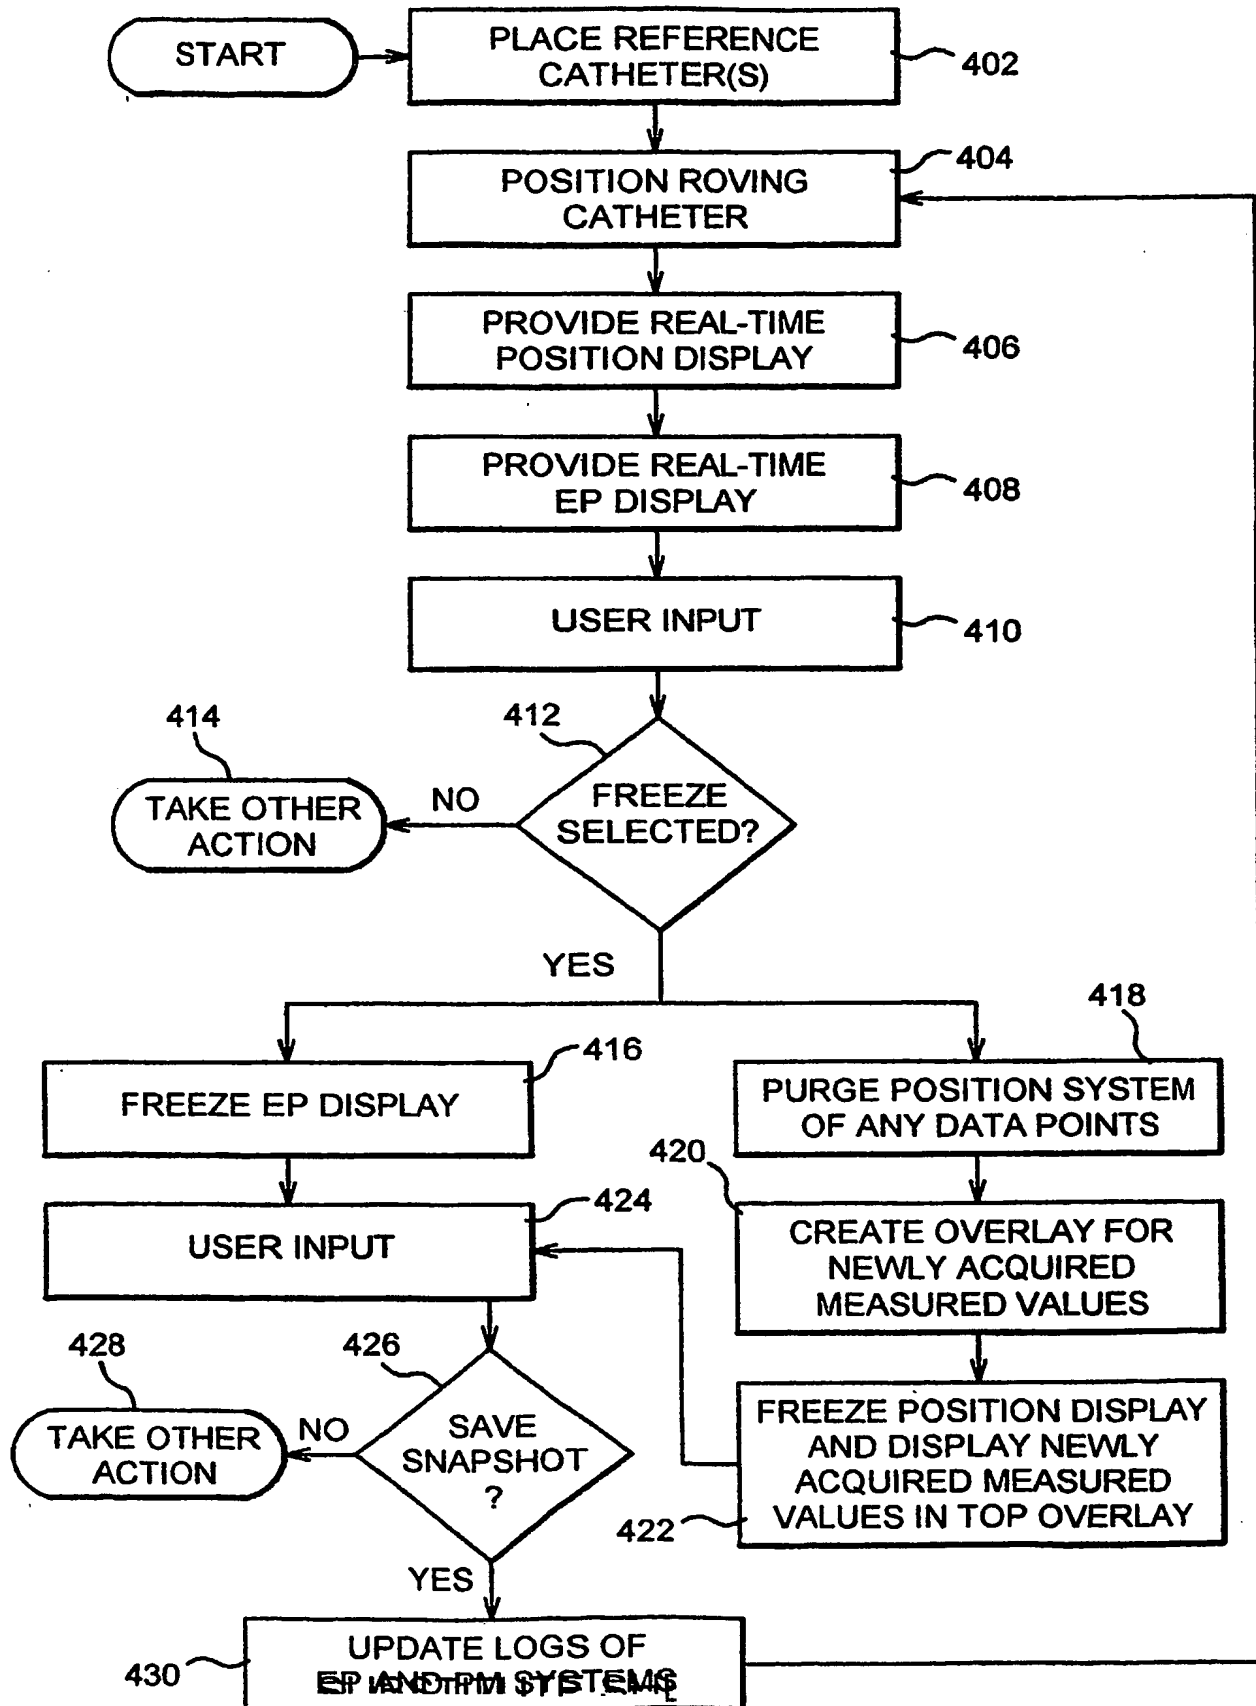 START
PLACE REFERENCE
CATHETER(S)
402
POSITION ROVING
CATHETER
404
PROVIDE REAL-TIME
POSITION DISPLAY
406
PROVIDE REAL-TIME
EP DISPLAY
408
USER INPUT
410
412
FREEZE
SELECTED?
NO
414
TAKE OTHER
ACTION
YES
416
FREEZE EP DISPLAY
418
PURGE POSITION SYSTEM
OF ANY DATA POINTS
420
CREATE OVERLAY FOR
NEWLY ACQUIRED
MEASURED VALUES
424
USER INPUT
FREEZE POSITION DISPLAY
AND DISPLAY NEWLY
ACQUIRED MEASURED
VALUES IN TOP OVERLAY
422
426
SAVE
SNAPSHOT
?
NO
428
TAKE OTHER
ACTION
YES
UPDATE LOGS OF
EP AND SYSTEMS
430